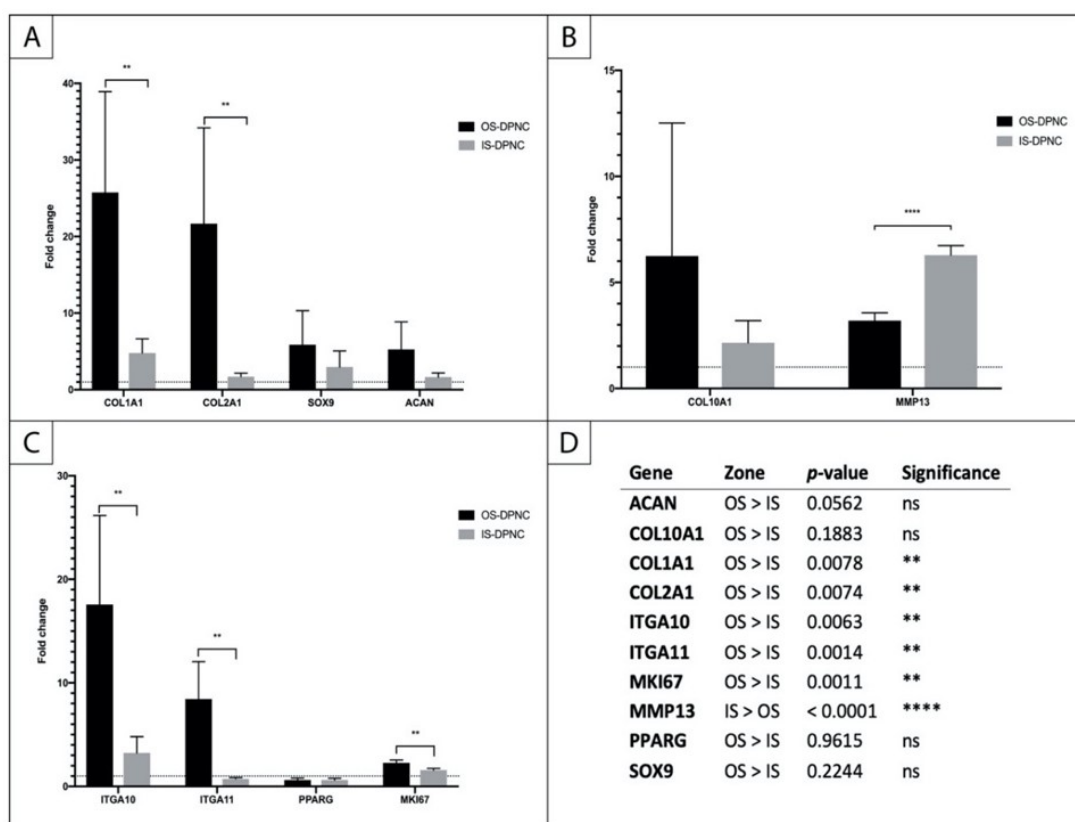 A
**
**
40
30
20
10
0
Fold change
OS-DPNC
IS-DPNC
COL1A1 COL2A1 SOX9 ACAN
B
15
10
5
0
Fold change
OS-DPNC
IS-DPNC
****
COL10A1 MMP13
C
30
20
10
0
Fold change
**
**
**
OS-DPNC
IS-DPNC
ITGA10 ITGA11 PPARG MKI67
D
Gene Zone p-value Significance
ACAN OS > IS 0.0562 ns
COL10A1 OS > IS 0.1883 ns
COL1A1 OS > IS 0.0078 **
COL2A1 OS > IS 0.0074 **
ITGA10 OS > IS 0.0063 **
ITGA11 OS > IS 0.0014 **
MKI67 OS > IS 0.0011 **
MMP13 IS > OS < 0.0001 ****
PPARG OS > IS 0.9615 ns
SOX9 OS > IS 0.2244 ns